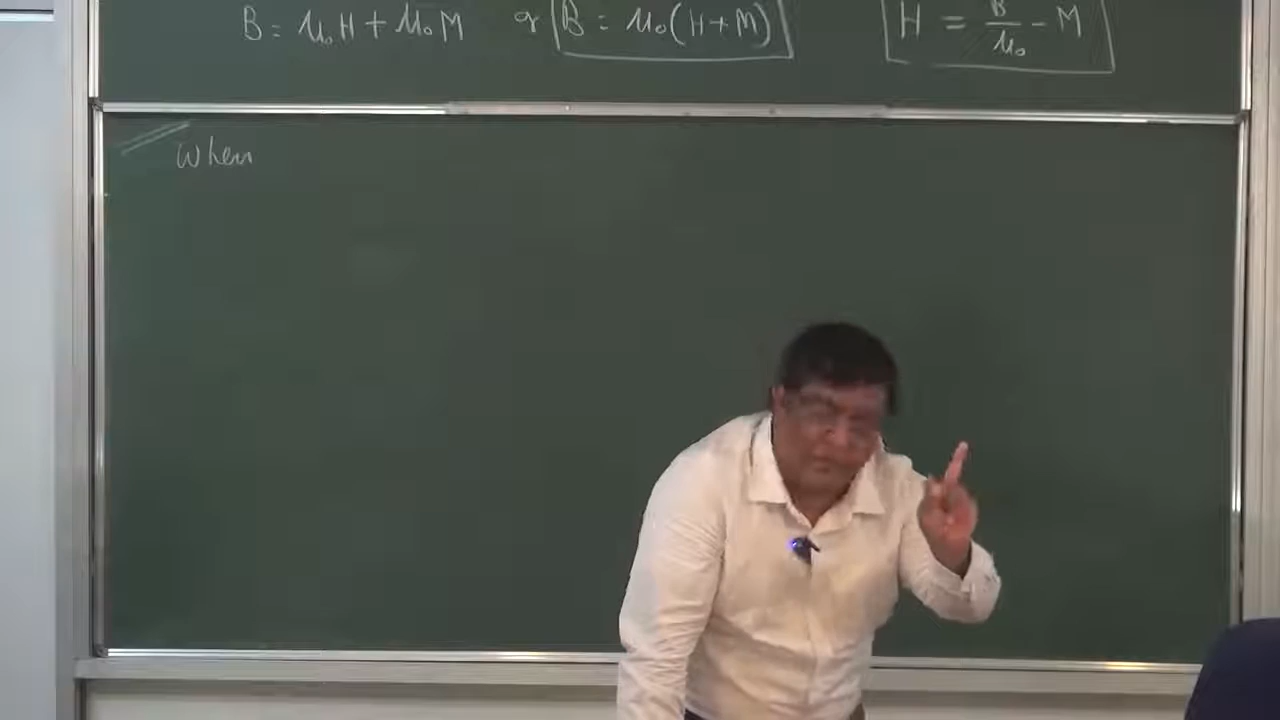 B = μ₀H + μ₀M or B = μ₀(H+M) H = B/μ₀ - M
When